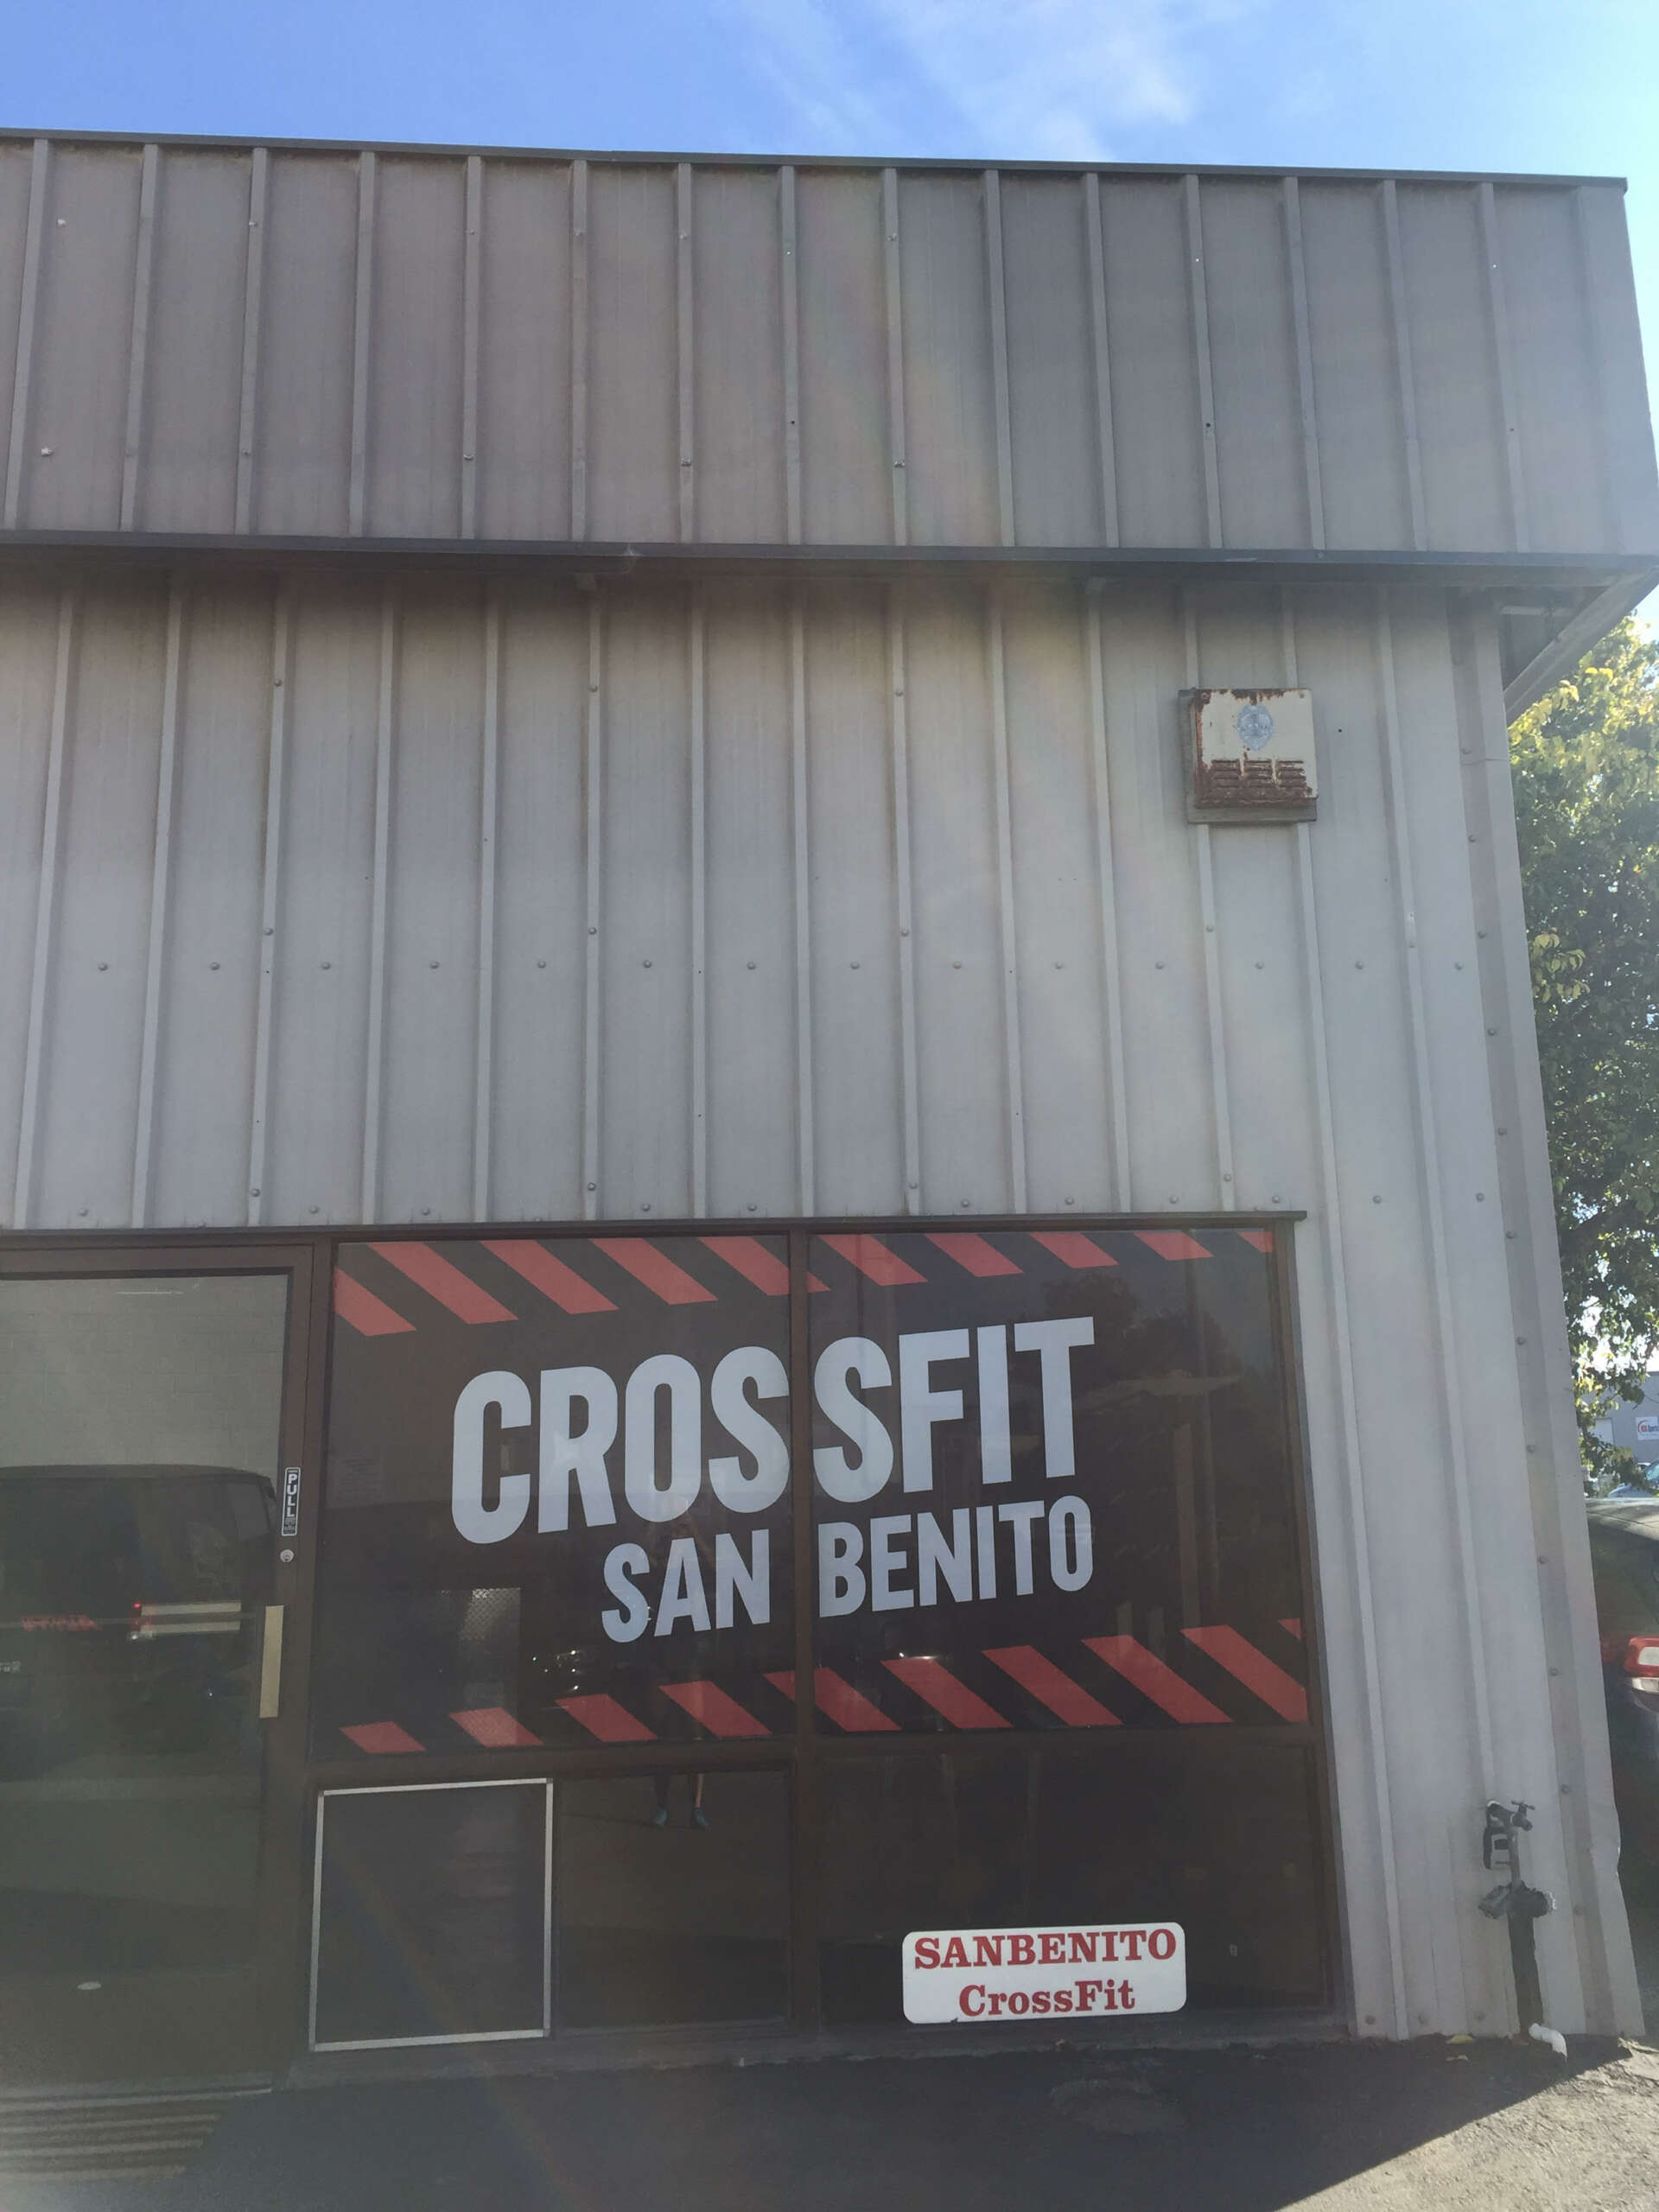 PULL
CROSSFIT
SAN BENITO
SANBENITO
CrossFit